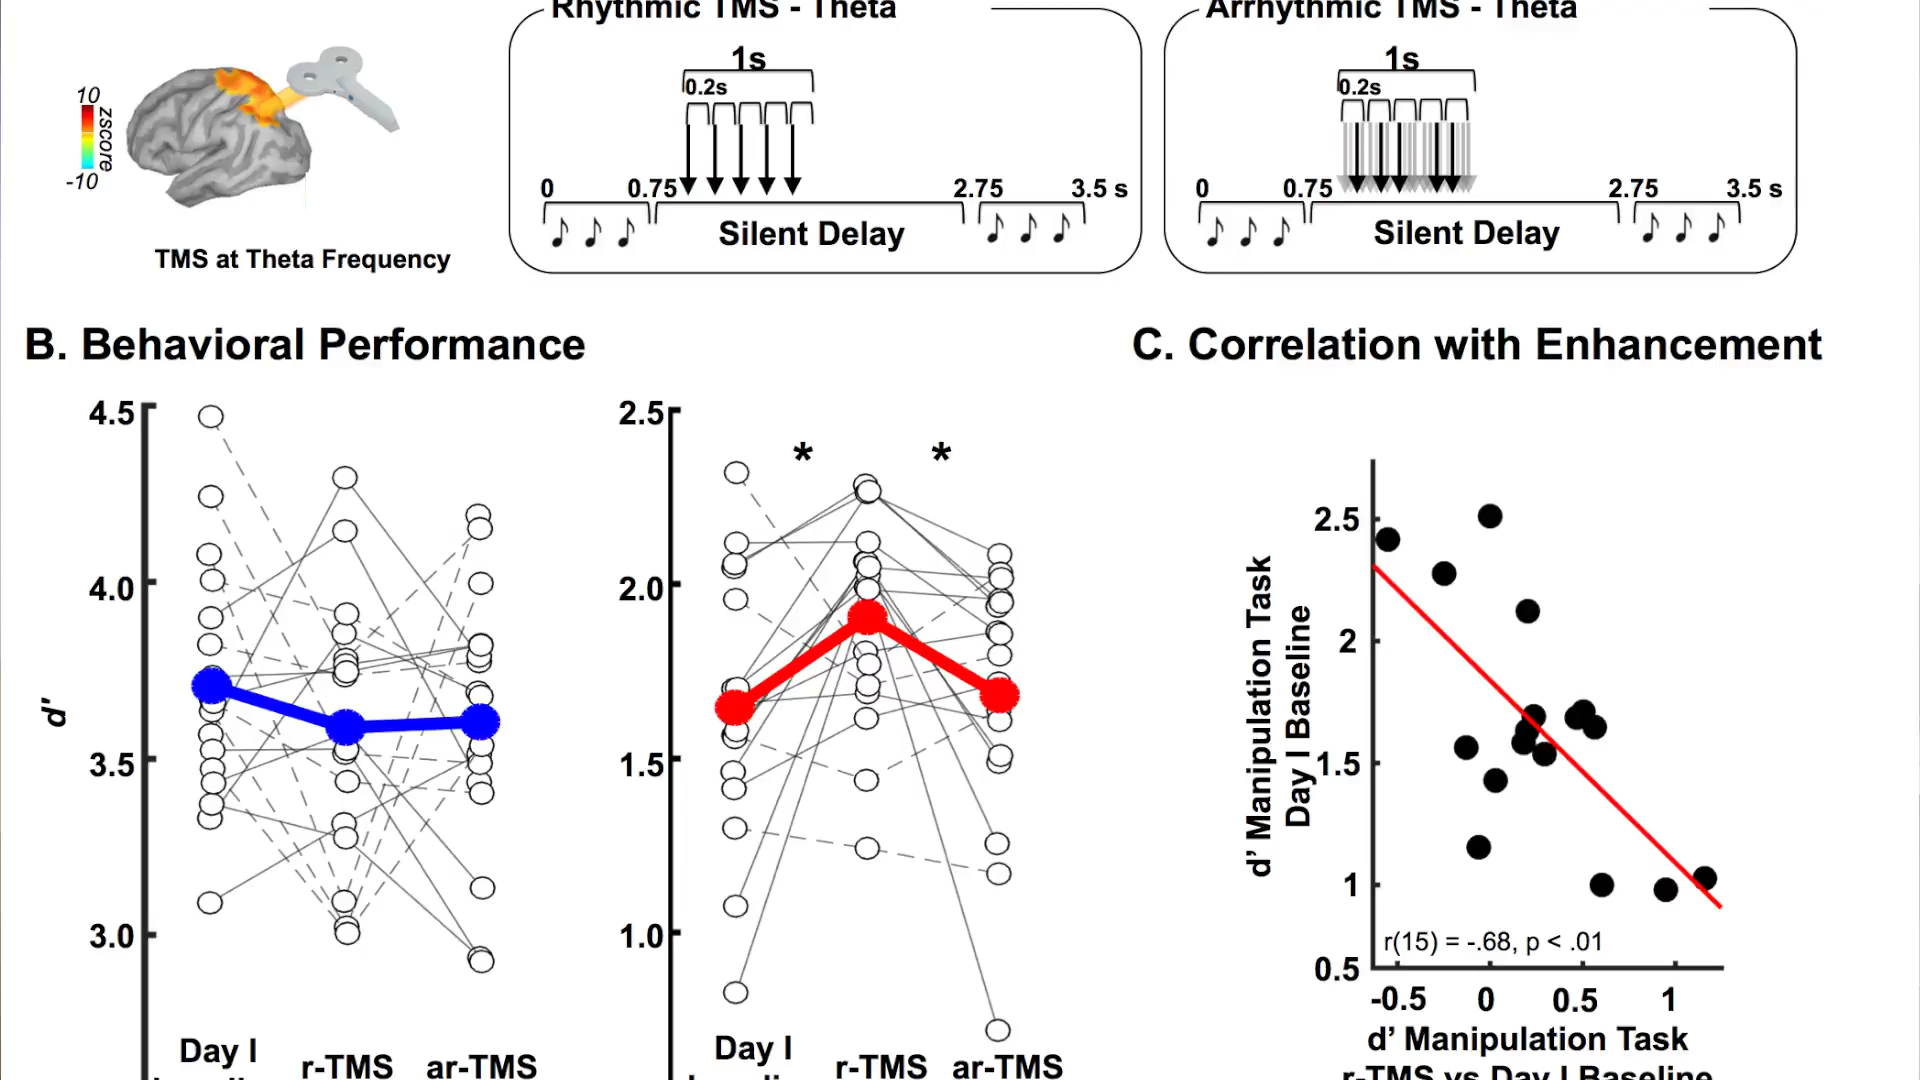 Rhythmic TMS - Theta
Arrhythmic TMS - Theta
1s
0.2s
1s
0.2s
10
zscore
-10
0
0.75
2.75
3.5 s
Silent Delay
0
0.75
2.75
3.5 s
Silent Delay
TMS at Theta Frequency
B. Behavioral Performance
C. Correlation with Enhancement
4.5
4.0
3.5
3.0
d'
Day I
r-TMS
ar-TMS
2.5
2.0
1.5
1.0
* *
Day I
r-TMS
ar-TMS
d’ Manipulation Task
Day I Baseline
2.5
2
1.5
1
0.5
r(15) = -.68, p < .01
-0.5
0
0.5
1
d’ Manipulation Task
r-TMS vs Day I Baseline